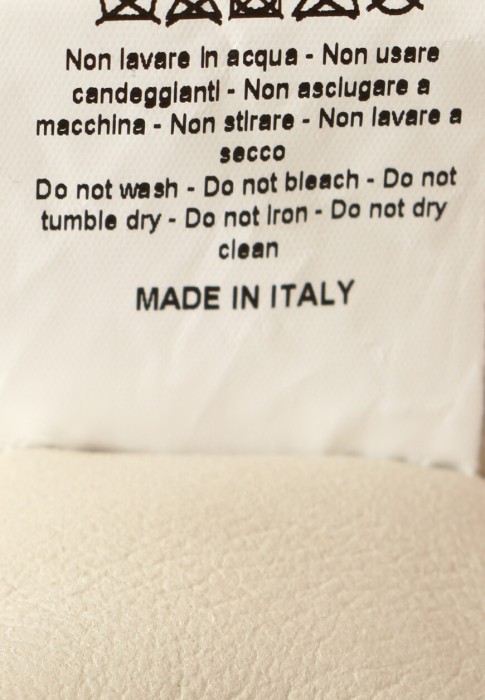 Non lavare in acqua - Non usare
candeggianti - Non asciugare a
macchina - Non stirare - Non lavare a
secco
Do not wash - Do not bleach - Do not
tumble dry - Do not iron - Do not dry
clean
MADE IN ITALY